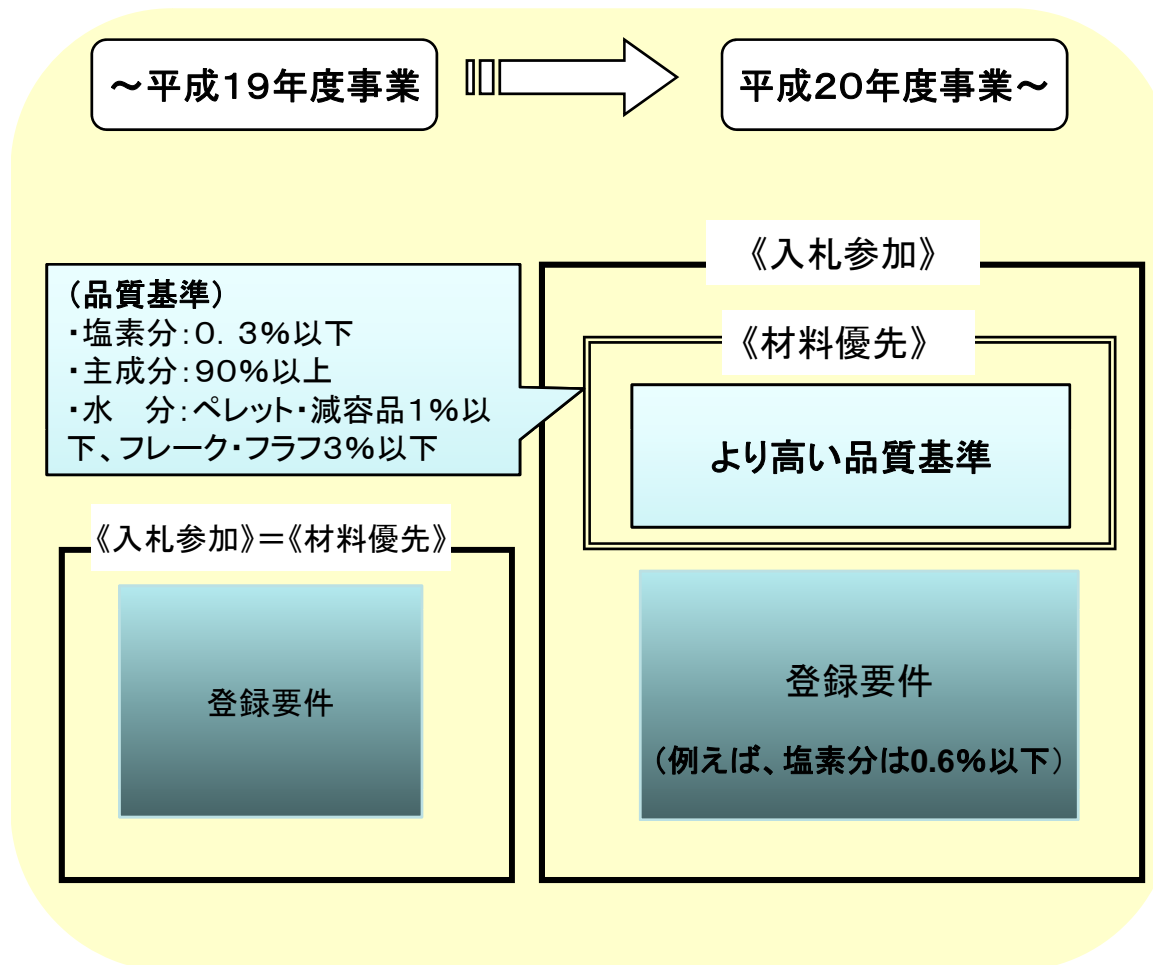 ～平成19年度事業
平成20年度事業～
《入札参加》
（品質基準）
・塩素分：0．3％以下
・主成分：90％以上
・水　分：ペレット・減容品1％以
下、フレーク・フラフ3％以下
《材料優先》
より高い品質基準
《入札参加》＝《材料優先》
登録要件
登録要件
（例えば、塩素分は0.6％以下）